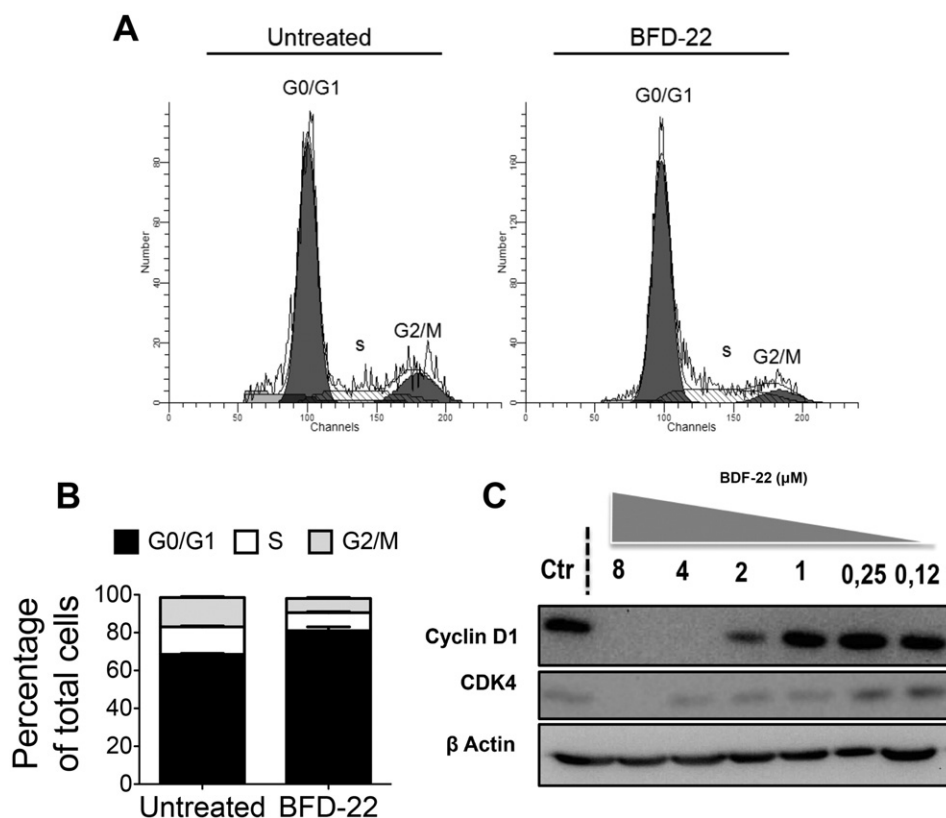 A
Untreated
BFD-22
G0/G1
S
G2/M
Number
0 20 40 60 80
0 50 100 150 200
Channels
G0/G1
S
G2/M
Number
0 40 80 120 160
0 50 100 150 200
Channels
B
G0/G1 S G2/M
Percentage
of total cells
100
80
60
40
20
0
Untreated BFD-22
C
BDF-22 (µM)
Ctr 8 4 2 1 0,25 0,12
Cyclin D1
CDK4
β Actin